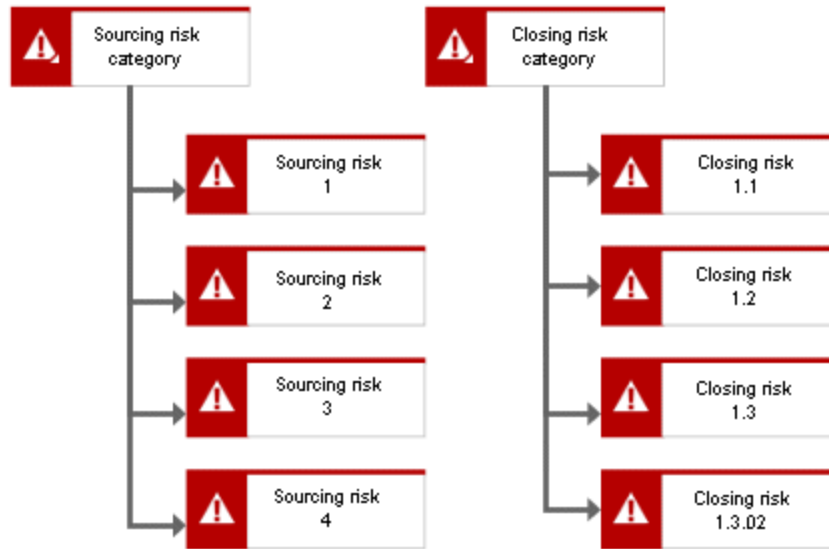 Sourcing risk
category
Sourcing risk
1
Sourcing risk
2
Sourcing risk
3
Sourcing risk
4
Closing risk
category
Closing risk
1.1
Closing risk
1.2
Closing risk
1.3
Closing risk
1.3.02